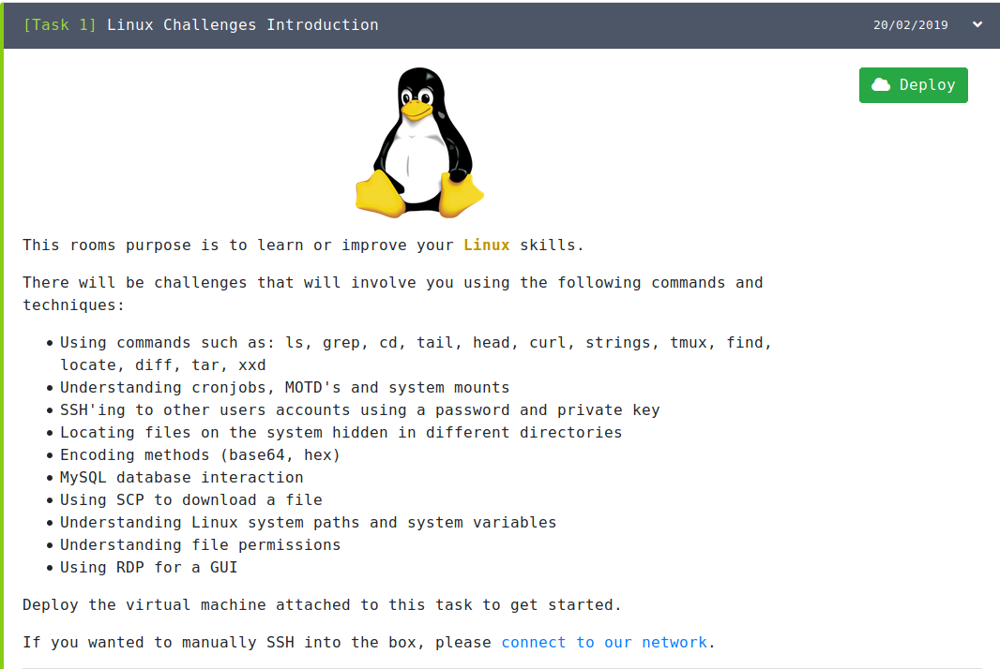 [Task 1] Linux Challenges Introduction 20/02/2019
Deploy
This rooms purpose is to learn or improve your Linux skills.
There will be challenges that will involve you using the following commands and
techniques:
• Using commands such as: ls, grep, cd, tail, head, curl, strings, tmux, find,
locate, diff, tar, xxd
• Understanding cronjobs, MOTD's and system mounts
• SSH'ing to other users accounts using a password and private key
• Locating files on the system hidden in different directories
• Encoding methods (base64, hex)
• MySQL database interaction
• Using SCP to download a file
• Understanding Linux system paths and system variables
• Understanding file permissions
• Using RDP for a GUI
Deploy the virtual machine attached to this task to get started.
If you wanted to manually SSH into the box, please connect to our network.